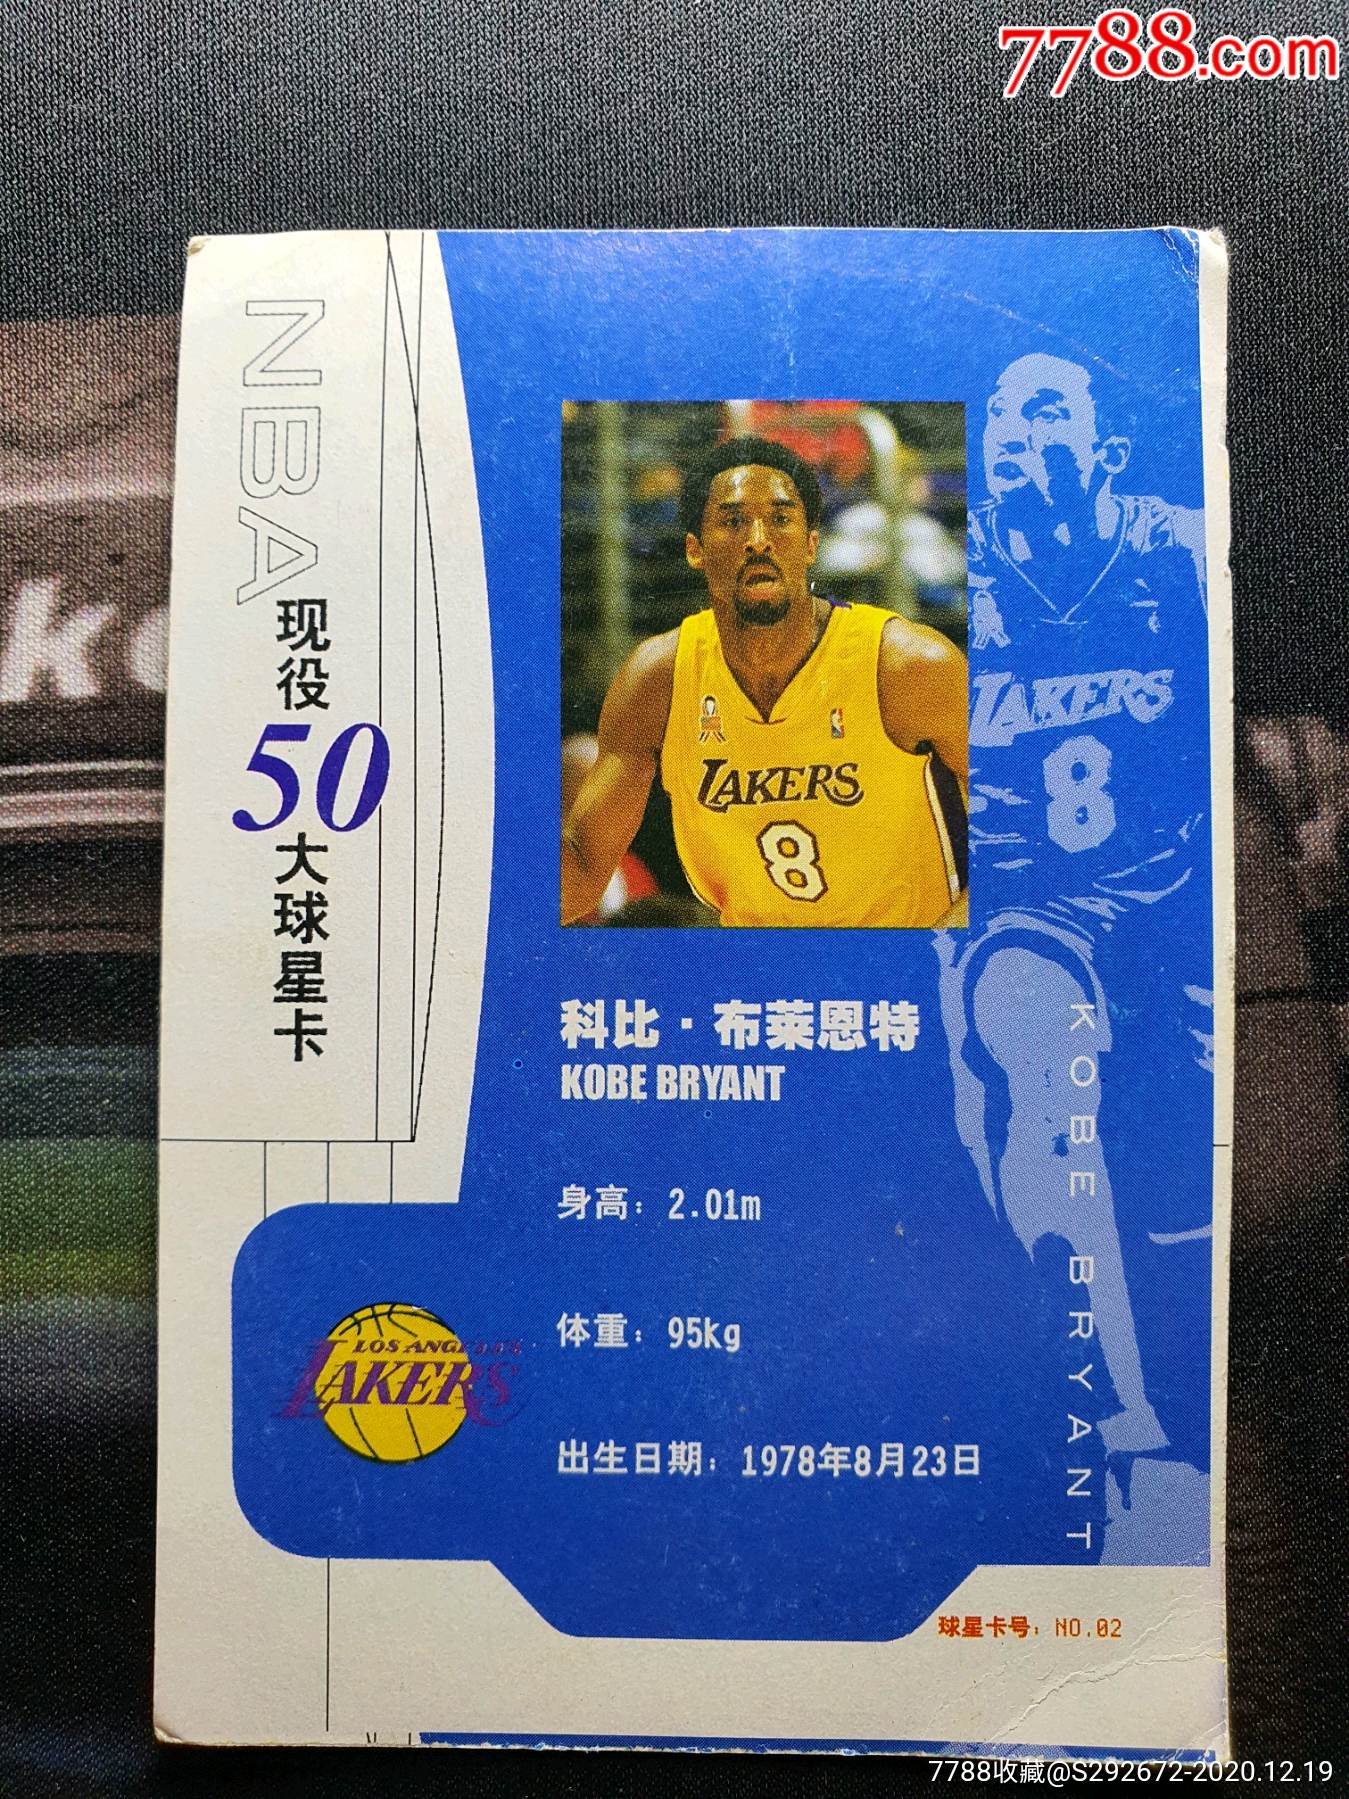 7788.com
NBA
现役
50
大球星卡
LAKERS
8
LAKERS
8
科比·布莱恩特
KOBE BRYANT
KOBE BRYANT
身高：2.01m
体重：95kg
LOS ANGELES
LAKERS
出生日期：1978年8月23日
球星卡号：NO.02
7788收藏@S292672-2020.12.19